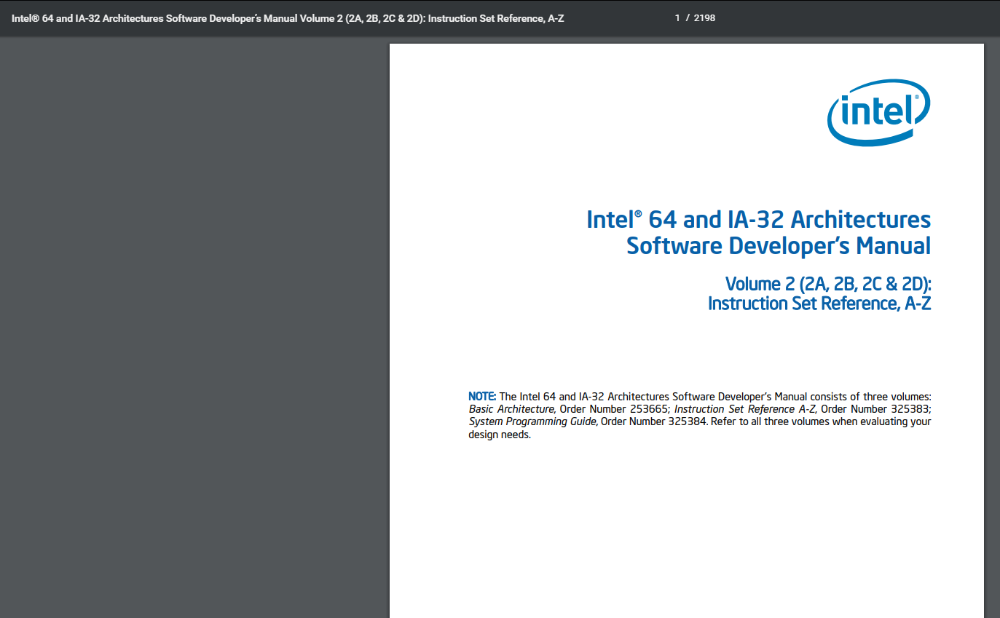 Intel® 64 and IA-32 Architectures Software Developer's Manual Volume 2 (2A, 2B, 2C & 2D): Instruction Set Reference, A-Z
1 / 2198
intel®
Intel® 64 and IA-32 Architectures
Software Developer's Manual
Volume 2 (2A, 2B, 2C & 2D):
Instruction Set Reference, A-Z
NOTE: The Intel 64 and IA-32 Architectures Software Developer's Manual consists of three volumes:
Basic Architecture, Order Number 253665; Instruction Set Reference A-Z, Order Number 325383;
System Programming Guide, Order Number 325384. Refer to all three volumes when evaluating your
design needs.